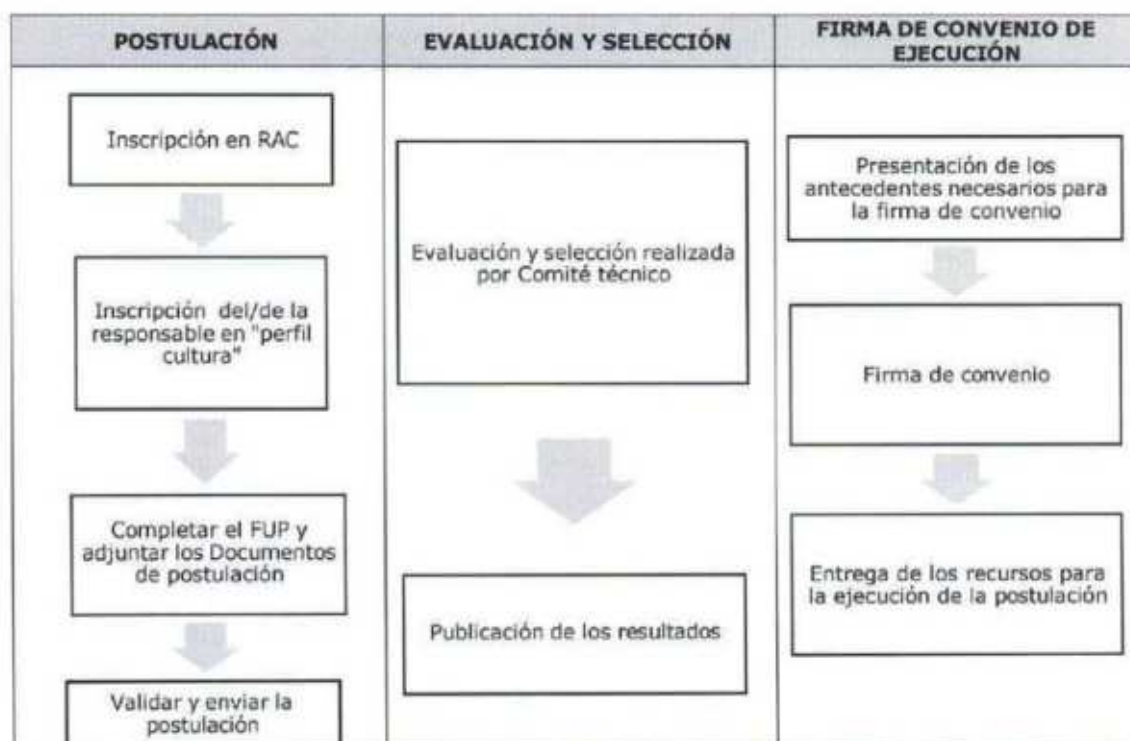 POSTULACIÓN
EVALUACIÓN Y SELECCIÓN
FIRMA DE CONVENIO DE
EJECUCIÓN
Inscripción en RAC
Inscripción del/de la
responsable en "perfil
cultura"
Completar el FUP y
adjuntar los Documentos
de postulación
Validar y enviar la
postulación
Evaluación y selección realizada
por Comité técnico
Publicación de los resultados
Presentación de los
antecedentes necesarios para
la firma de convenio
Firma de convenio
Entrega de los recursos para
la ejecución de la postulación